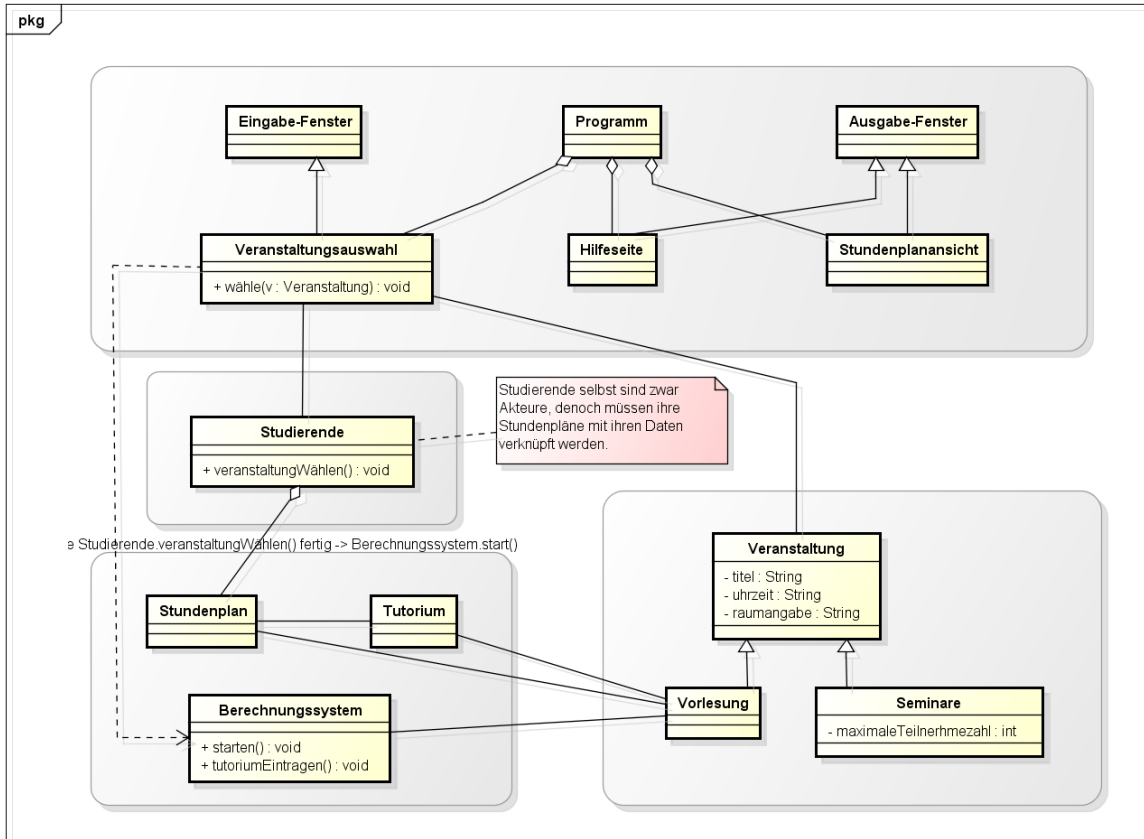 pkg
Eingabe-Fenster
Programm
Ausgabe-Fenster
Veranstaltungsauswahl
+ wähle(v : Veranstaltung) : void
Hilfeseite
Stundenplanansicht
Studierende
+ veranstaltungWählen() : void
Studierende selbst sind zwar
Akteure, denoch müssen ihre
Stundenpläne mit ihren Daten
verknüpft werden.
e Studierende.veranstaltungWählen() fertig -> Berechnungssystem.start()
Veranstaltung
- titel : String
- uhrzeit : String
- raumangabe : String
Stundenplan
Tutorium
Vorlesung
Seminare
- maximaleTeilnerhmezahl : int
Berechnungssystem
+ starten() : void
+ tutoriumEintragen() : void